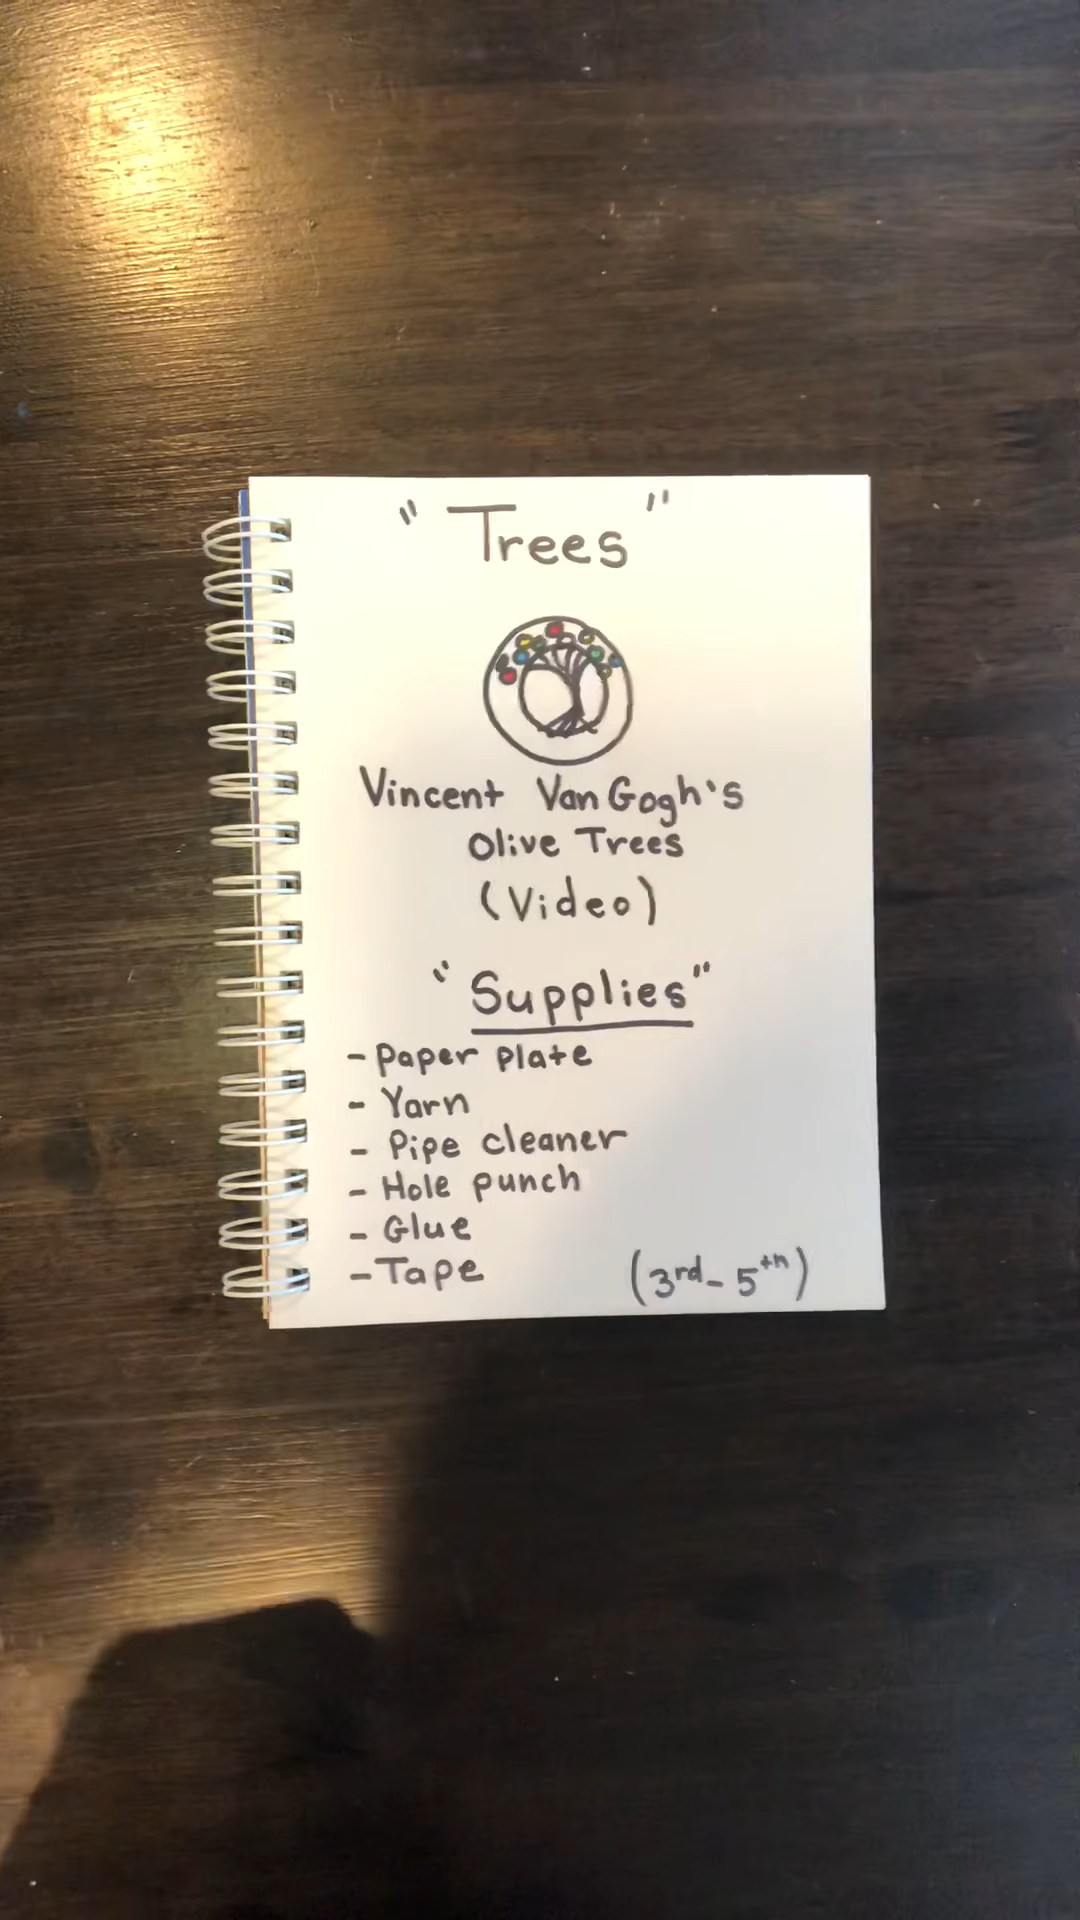 "Trees"
Vincent Van Gogh's
Olive Trees
(Video)
"Supplies"
- Paper plate
- Yarn
- Pipe cleaner
- Hole punch
- Glue
- Tape
(3rd - 5th)